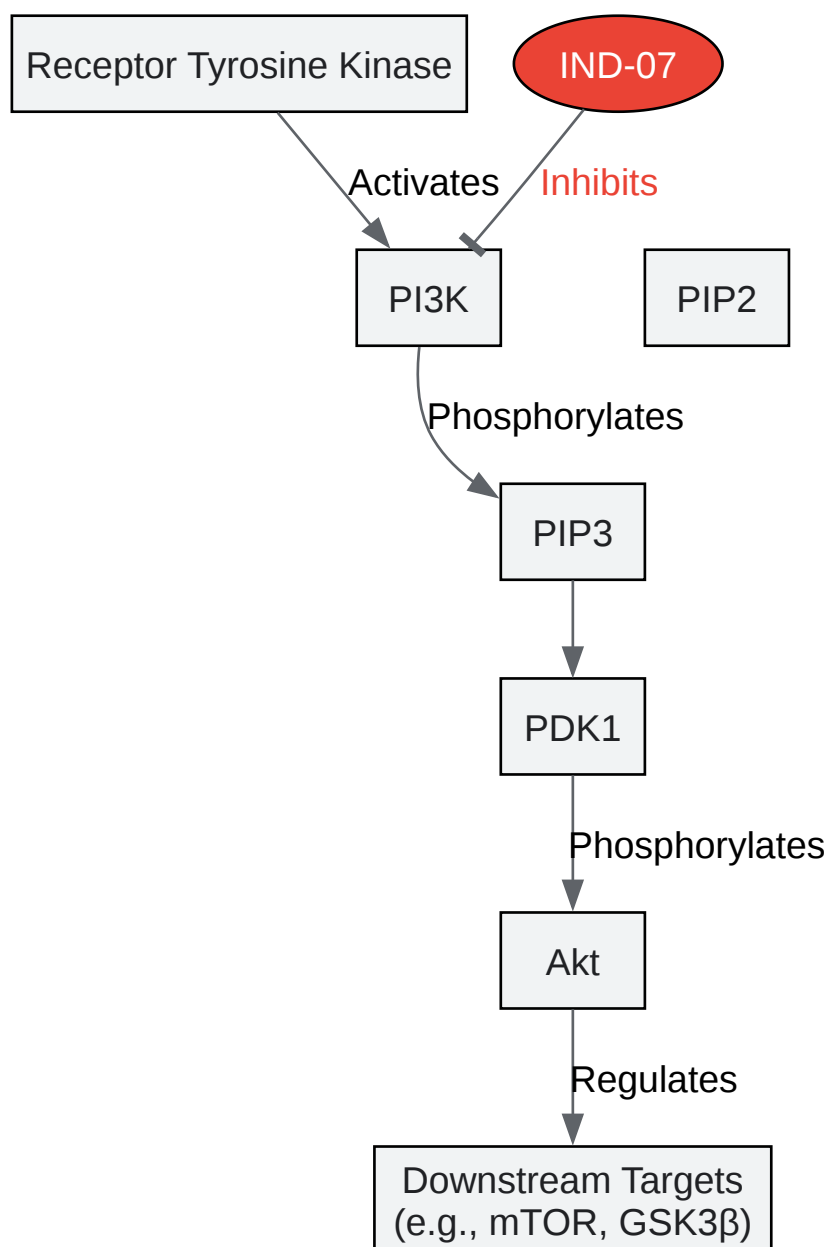 Receptor Tyrosine Kinase
IND-07
Activates
Inhibits
PI3K
PIP2
Phosphorylates
PIP3
PDK1
Phosphorylates
Akt
Regulates
Downstream Targets
(e.g., mTOR, GSK3β)